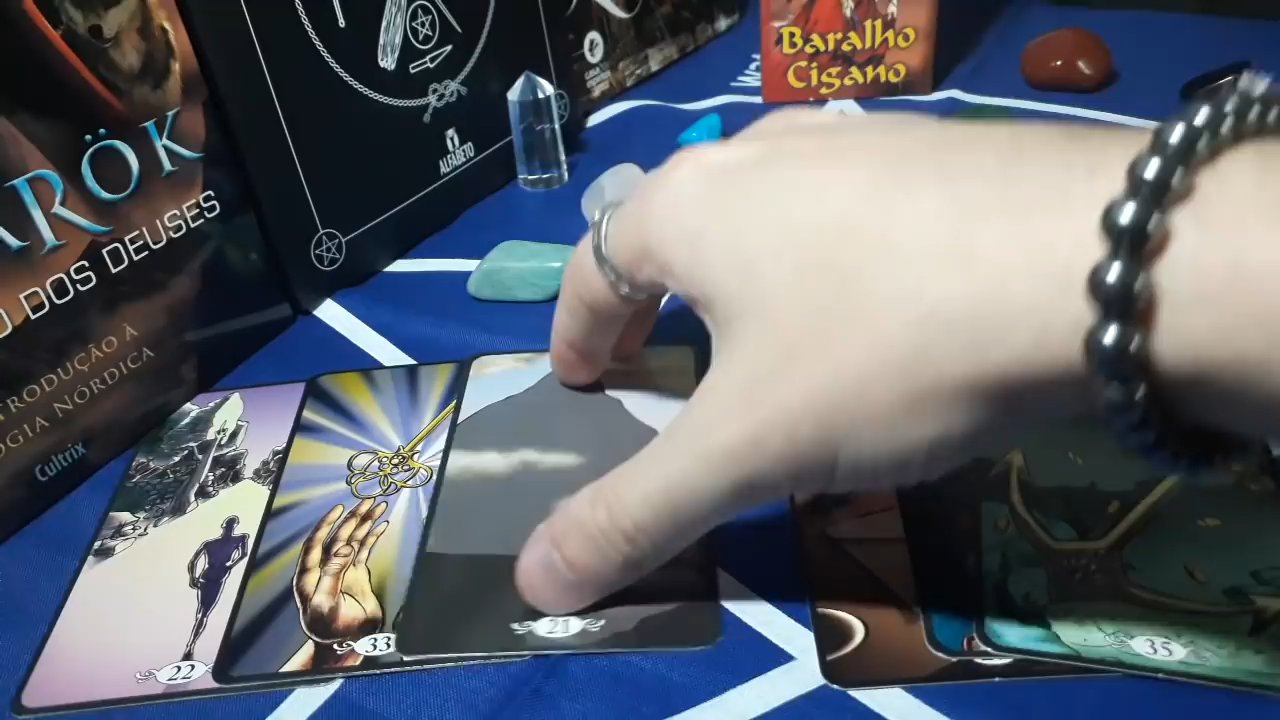 ARÖK
O DOS DEUSES
TRODUÇÃO À
OGIA NÓRDICA
Cultrix
ALFABETO
Baralho
Cigano
22
33
21
35